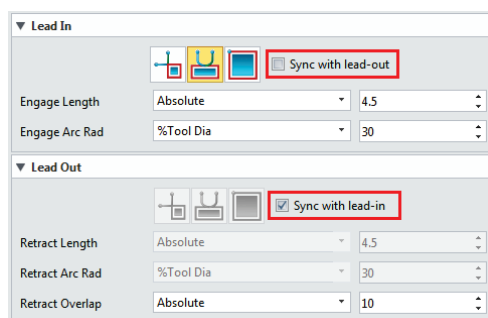 Lead In
Sync with lead-out
Engage Length Absolute 4.5
Engage Arc Rad %Tool Dia 30
Lead Out
Sync with lead-in
Retract Length Absolute 4.5
Retract Arc Rad %Tool Dia 30
Retract Overlap Absolute 10